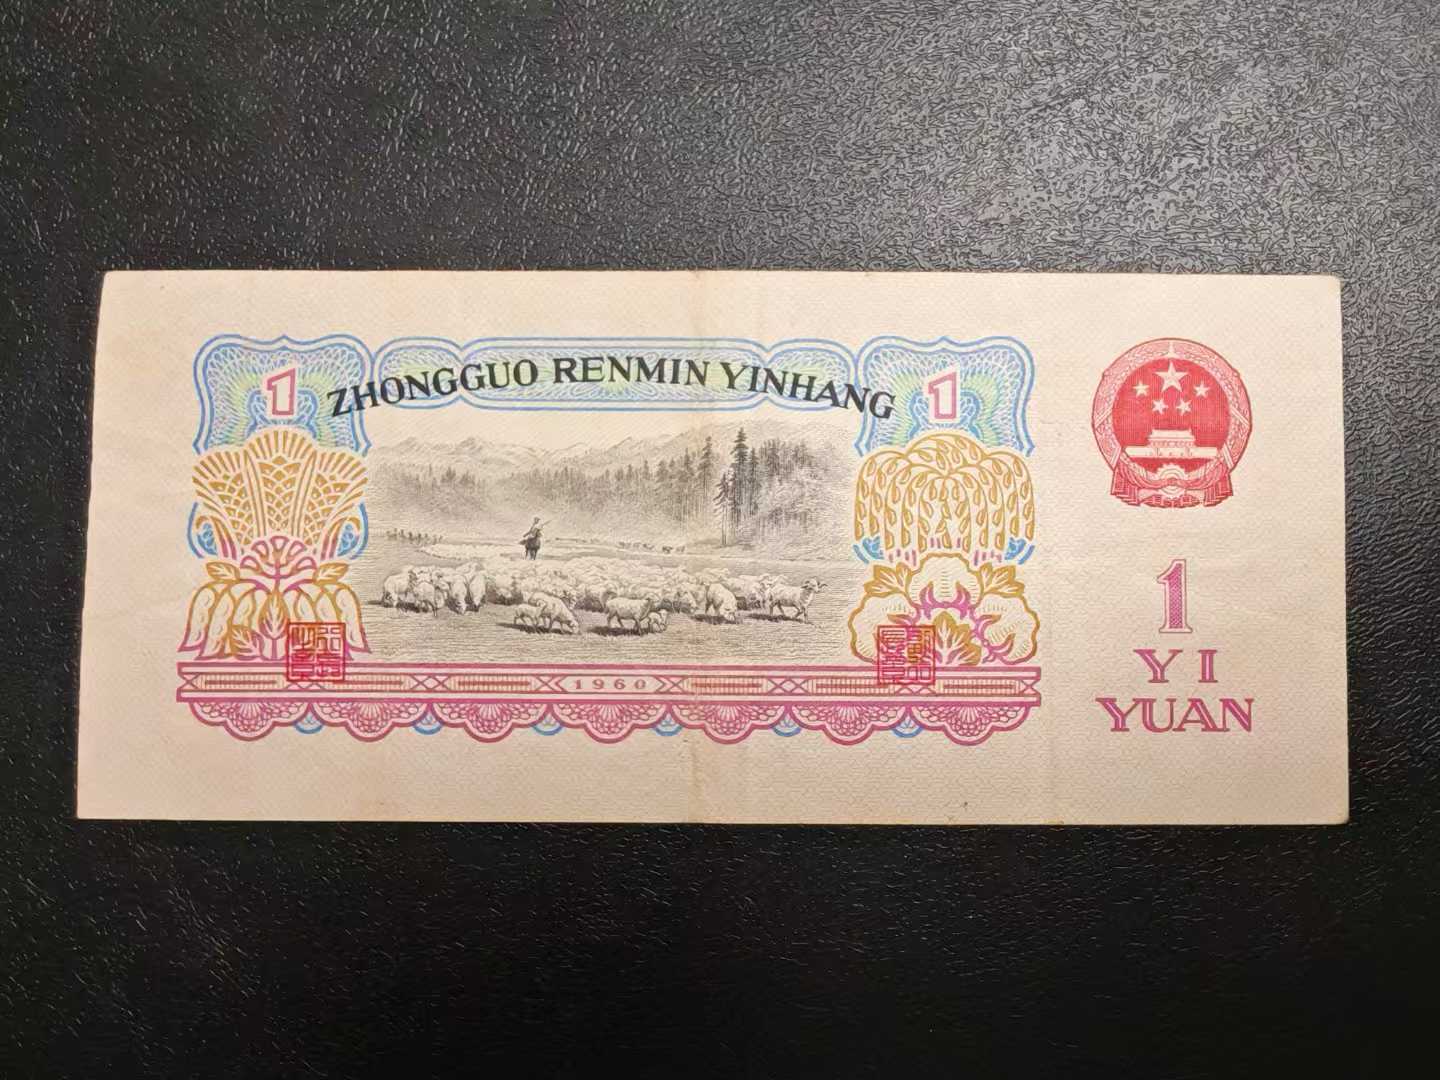 1 ZHONGGUO RENMIN YINHANG 1
1960
1
YI
YUAN